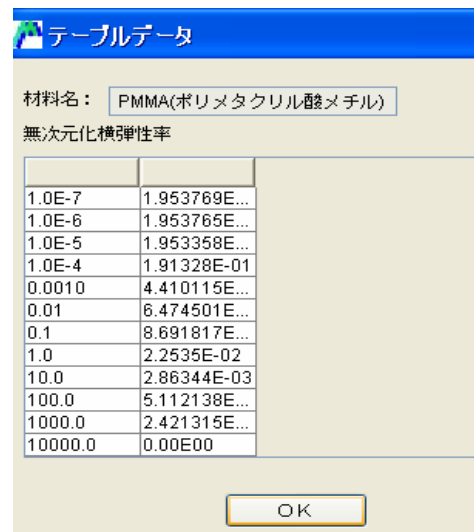 テーブルデータ
材料名： PMMA(ポリメタクリル酸メチル)
無次元化横弾性率
1.0E-7 1.953769E...
1.0E-6 1.953765E...
1.0E-5 1.953358E...
1.0E-4 1.91328E-01
0.0010 4.410115E...
0.01 6.474501E...
0.1 8.691817E...
1.0 2.2535E-02
10.0 2.86344E-03
100.0 5.112138E...
1000.0 2.421315E...
10000.0 0.00E00
OK